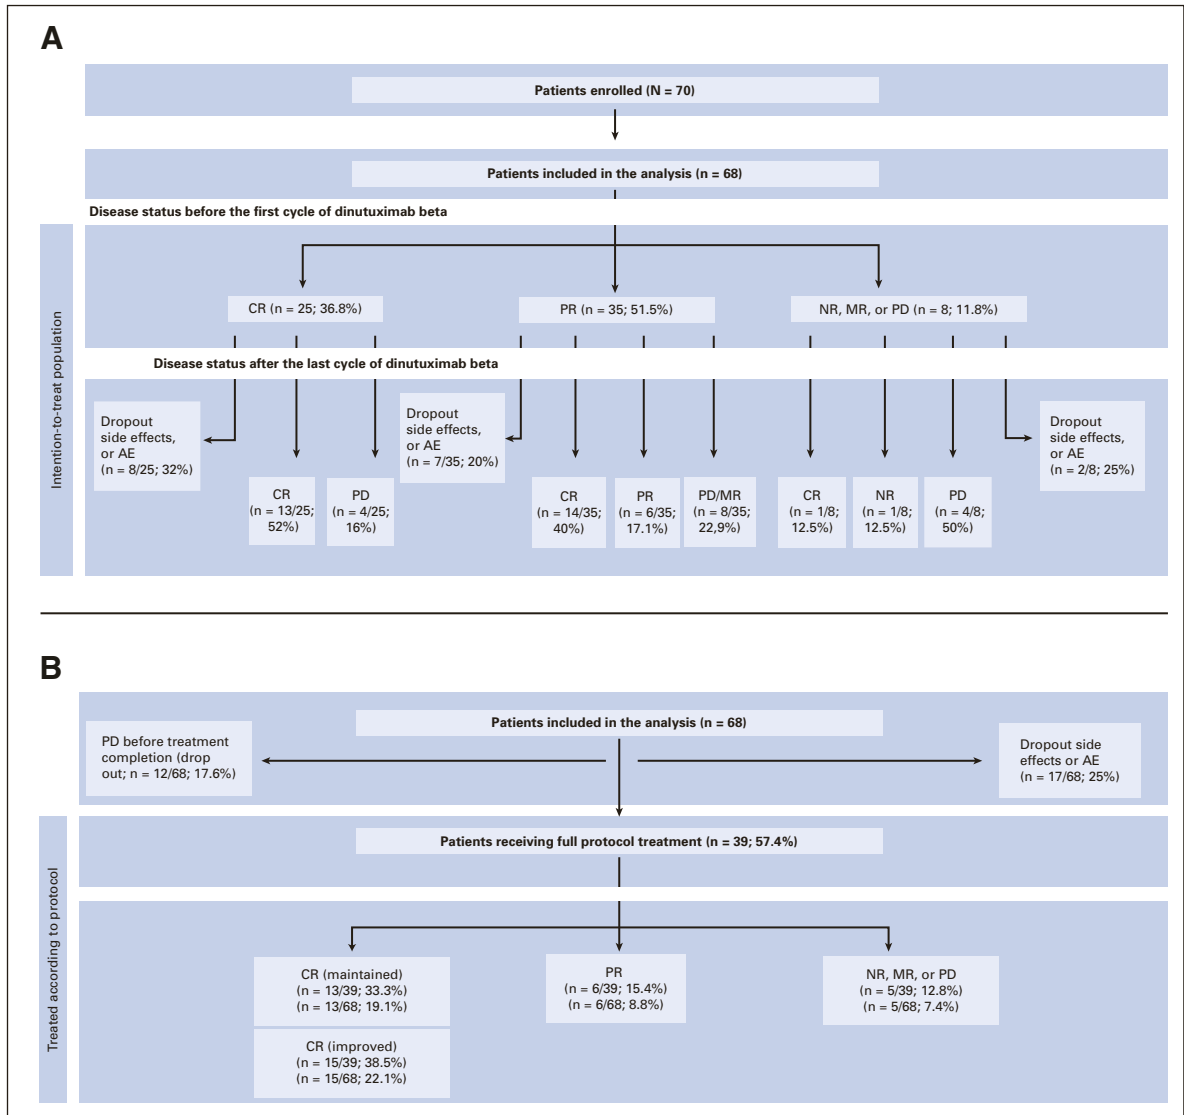 A
Patients enrolled (N = 70)
Patients included in the analysis (n = 68)
Disease status before the first cycle of dinutuximab beta
Intention-to-treat population
CR (n = 25; 36.8%)
PR (n = 35; 51.5%)
NR, MR, or PD (n = 8; 11.8%)
Disease status after the last cycle of dinutuximab beta
Dropout
side effects,
or AE
(n = 8/25; 32%)
CR
(n = 13/25;
52%)
PD
(n = 4/25;
16%)
Dropout
side effects,
or AE
(n = 7/35; 20%)
CR
(n = 14/35;
40%)
PR
(n = 6/35;
17.1%)
PD/MR
(n = 8/35;
22,9%)
CR
(n = 1/8;
12.5%)
NR
(n = 1/8;
12.5%)
PD
(n = 4/8;
50%)
Dropout
side effects,
or AE
(n = 2/8; 25%)
B
Patients included in the analysis (n = 68)
PD before treatment
completion (drop
out; n = 12/68; 17.6%)
Dropout side
effects or AE
(n = 17/68; 25%)
Treated according to protocol
Patients receiving full protocol treatment (n = 39; 57.4%)
CR (maintained)
(n = 13/39; 33.3%)
(n = 13/68; 19.1%)
CR (improved)
(n = 15/39; 38.5%)
(n = 15/68; 22.1%)
PR
(n = 6/39; 15.4%)
(n = 6/68; 8.8%)
NR, MR, or PD
(n = 5/39; 12.8%)
(n = 5/68; 7.4%)